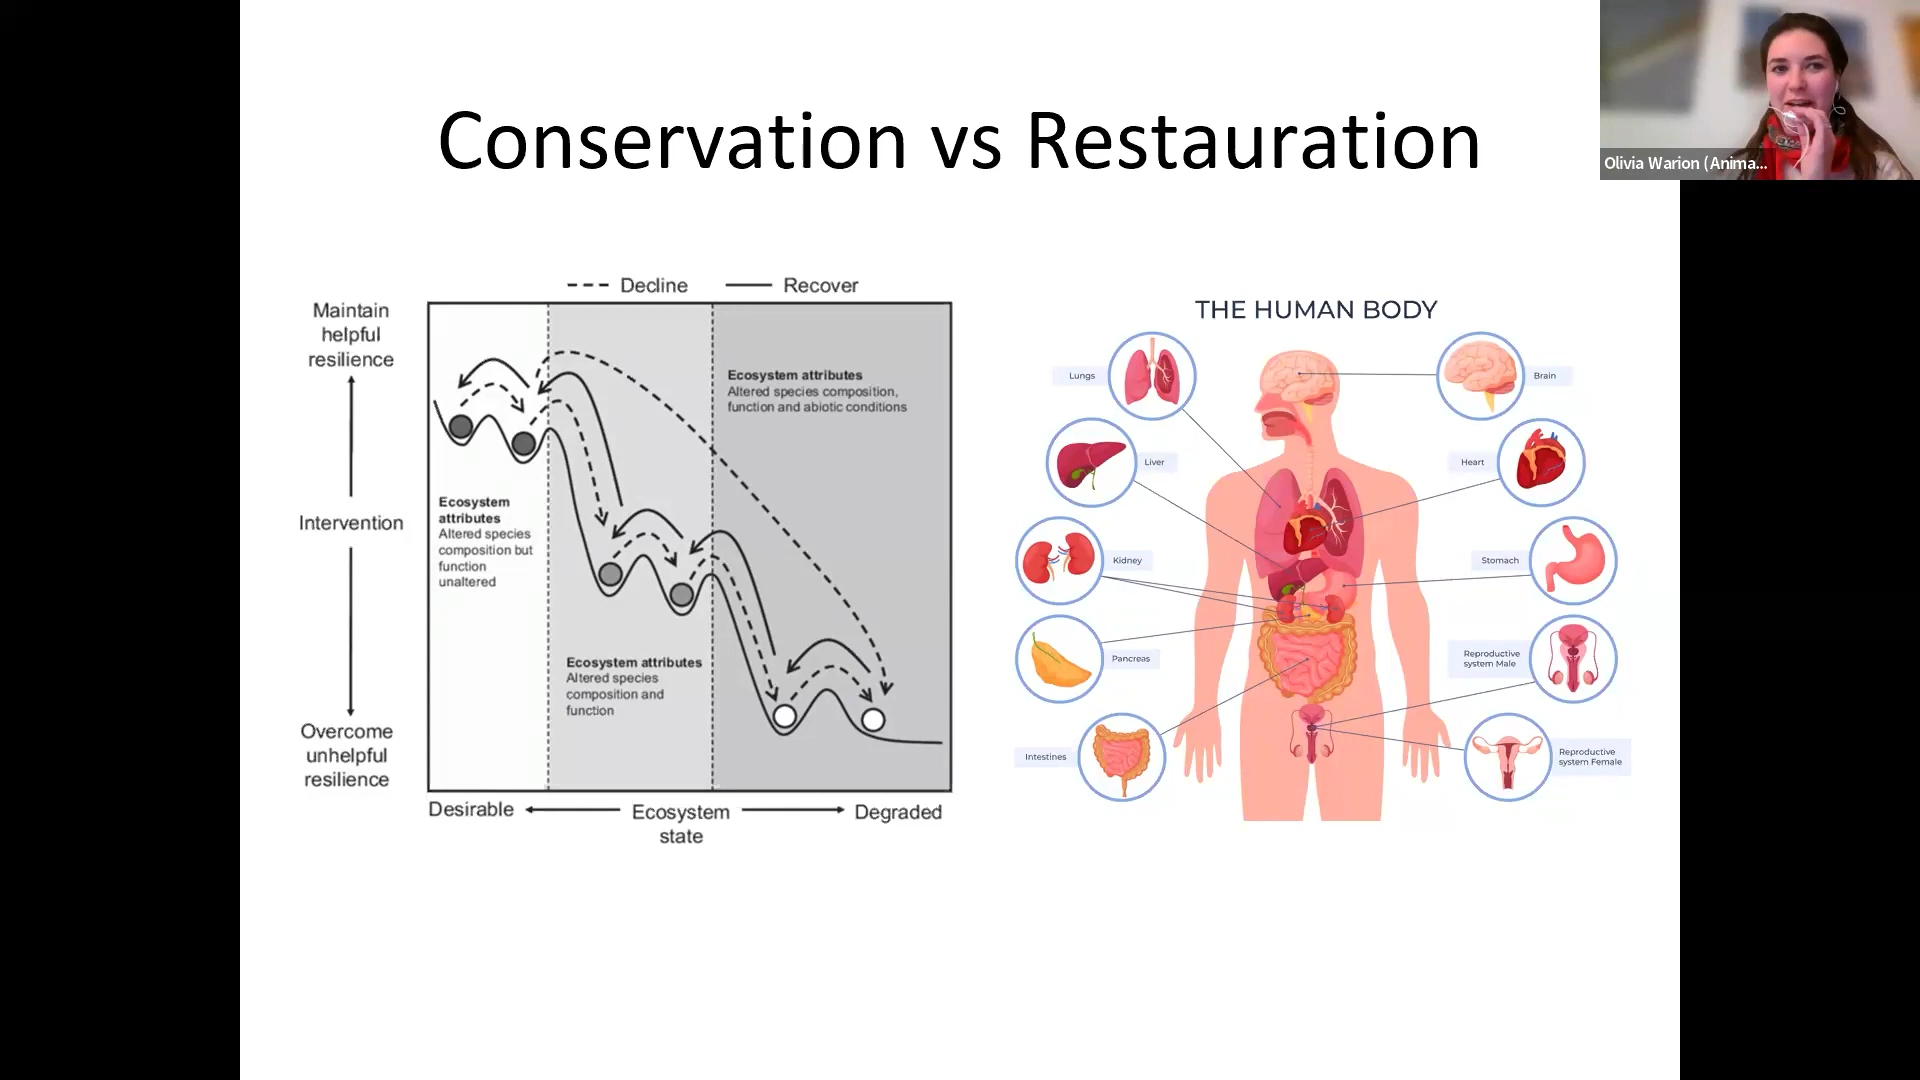 Conservation vs Restauration
Olivia Warion (Anima...
Decline
Recover
Maintain
helpful
resilience
Intervention
Overcome
unhelpful
resilience
Ecosystem attributes
Altered species composition,
function and abiotic conditions
Ecosystem
attributes
Altered species
composition but
function
unaltered
Ecosystem attributes
Altered species
composition and
function
Desirable
Ecosystem
state
Degraded
THE HUMAN BODY
Lungs
Brain
Liver
Heart
Kidney
Stomach
Pancreas
Reproductive
system Male
Intestines
Reproductive
system Female